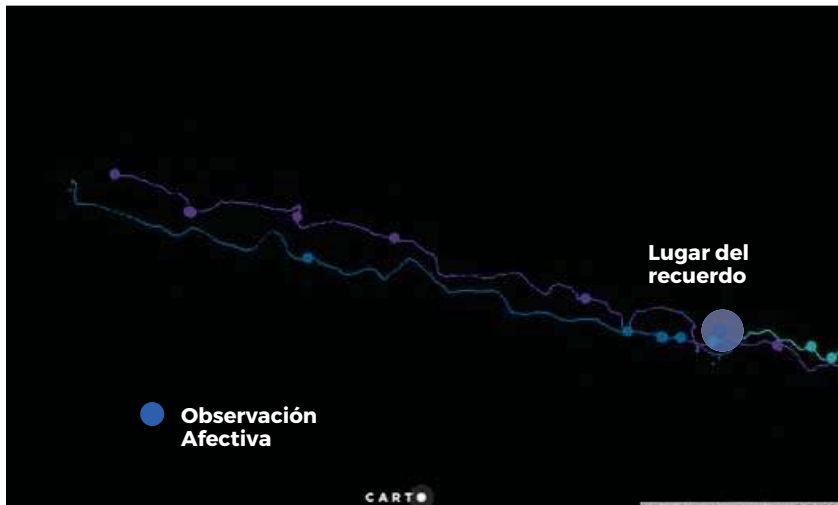 Lugar del
recuerdo
Observación
Afectiva
CARTO